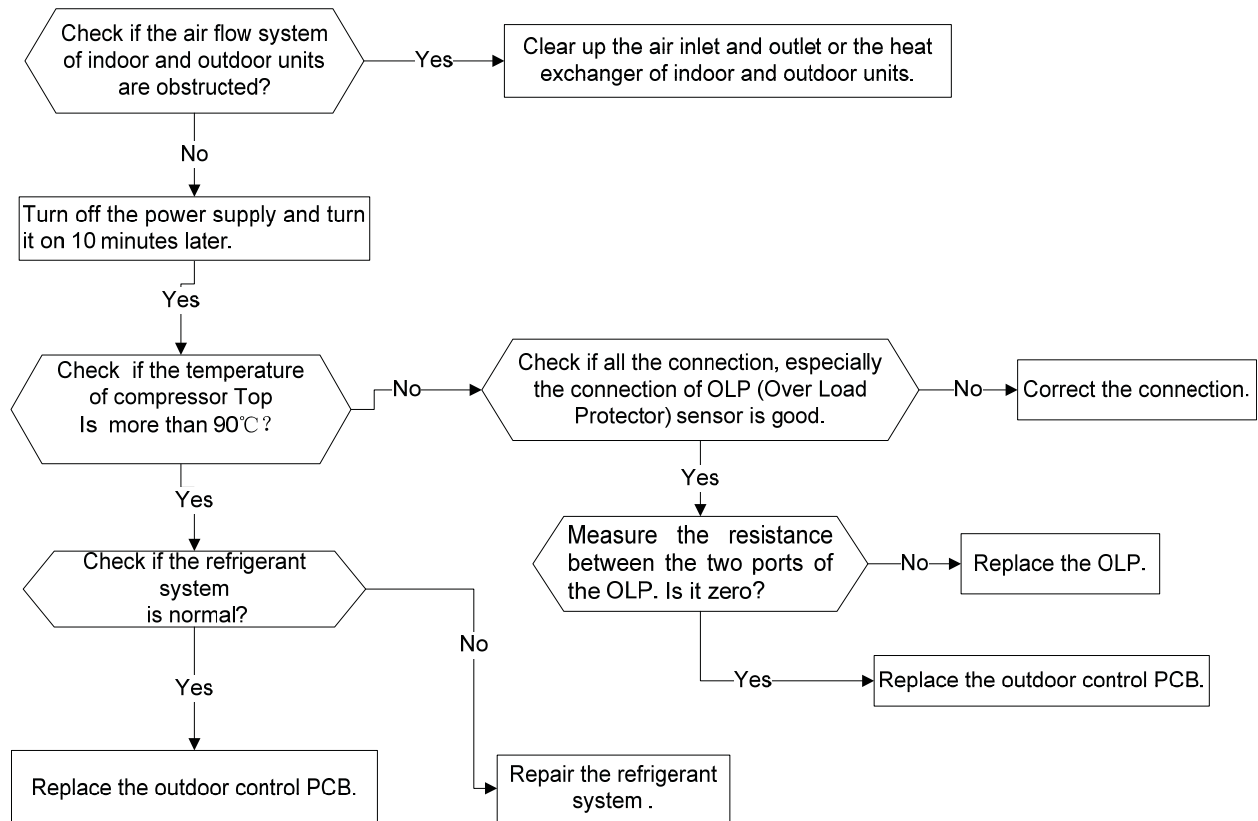 Check if the air flow system
of indoor and outdoor units
are obstructed?
Yes
Clear up the air inlet and outlet or the heat
exchanger of indoor and outdoor units.
No
Turn off the power supply and turn
it on 10 minutes later.
Yes
Check if the temperature
of compressor Top
Is more than 90℃?
No
Check if all the connection, especially
the connection of OLP (Over Load
Protector) sensor is good.
No
Correct the connection.
Yes
Yes
Check if the refrigerant
system
is normal?
Measure the resistance
between the two ports of
the OLP. Is it zero?
No
Replace the OLP.
No
Yes
Yes
Replace the outdoor control PCB.
Replace the outdoor control PCB.
Repair the refrigerant
system .